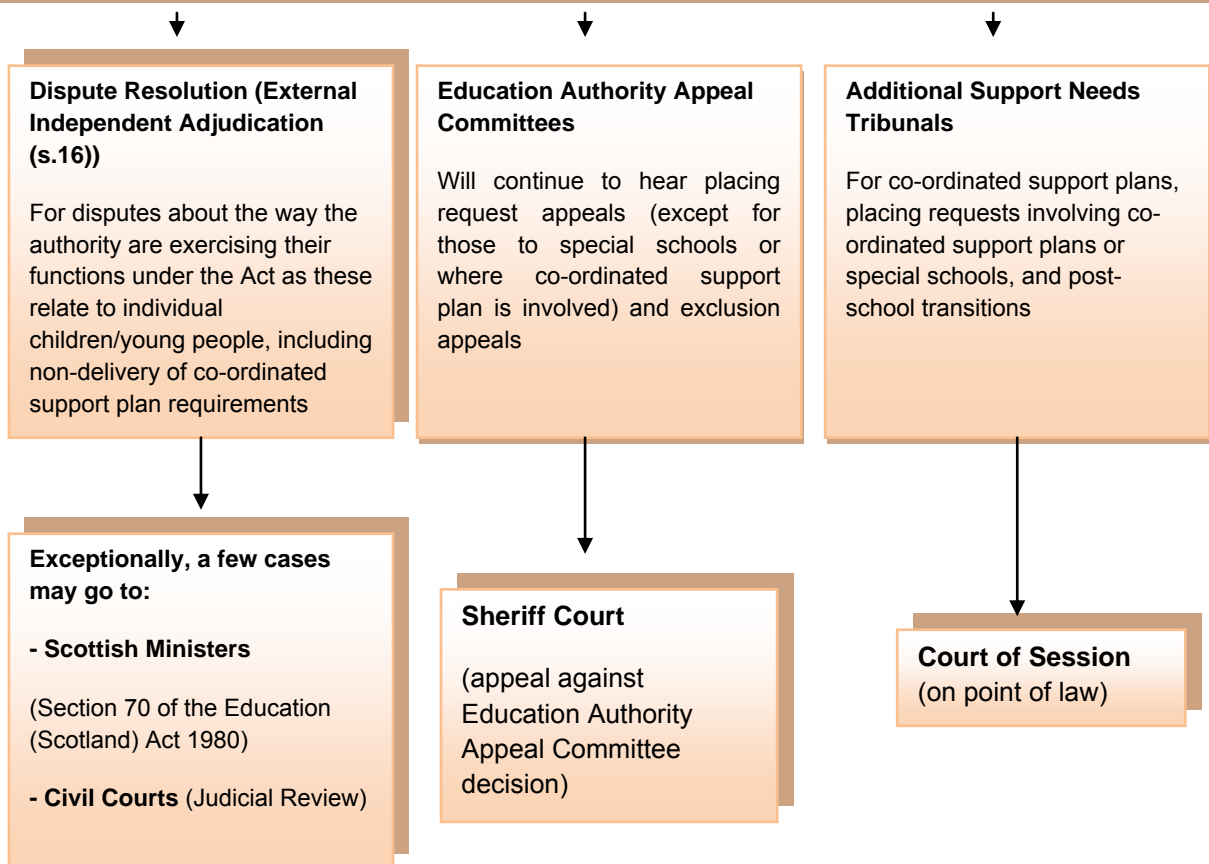 Dispute Resolution (External
Independent Adjudication
(s.16))
For disputes about the way the
authority are exercising their
functions under the Act as these
relate to individual
children/young people, including
non-delivery of co-ordinated
support plan requirements
Education Authority Appeal
Committees
Will continue to hear placing
request appeals (except for
those to special schools or
where co-ordinated support
plan is involved) and exclusion
appeals
Additional Support Needs
Tribunals
For co-ordinated support plans,
placing requests involving co-
ordinated support plans or
special schools, and post-
school transitions
Exceptionally, a few cases
may go to:
- Scottish Ministers
(Section 70 of the Education
(Scotland) Act 1980)
- Civil Courts (Judicial Review)
Sheriff Court
(appeal against
Education Authority
Appeal Committee
decision)
Court of Session
(on point of law)